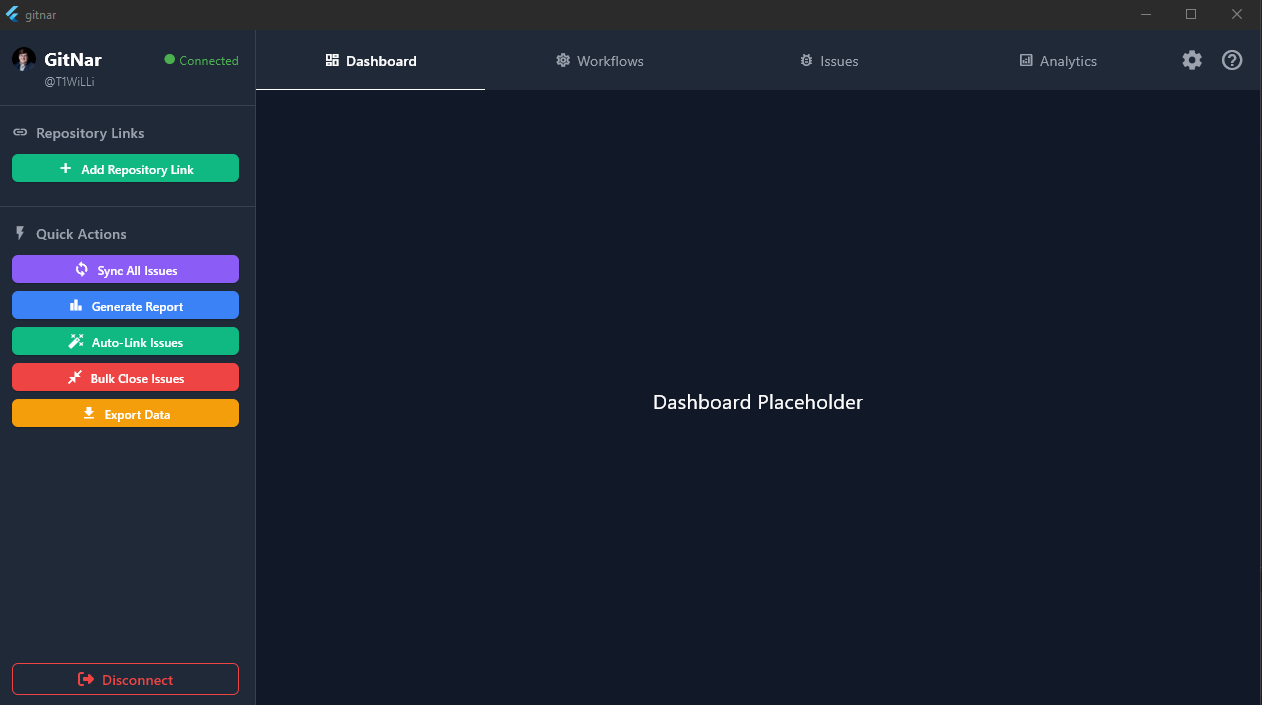 gitnar
GitNar
Connected
@T1WiLLi
Dashboard
Workflows
Issues
Analytics
Repository Links
Add Repository Link
Quick Actions
Sync All Issues
Generate Report
Auto-Link Issues
Bulk Close Issues
Export Data
Disconnect
Dashboard Placeholder